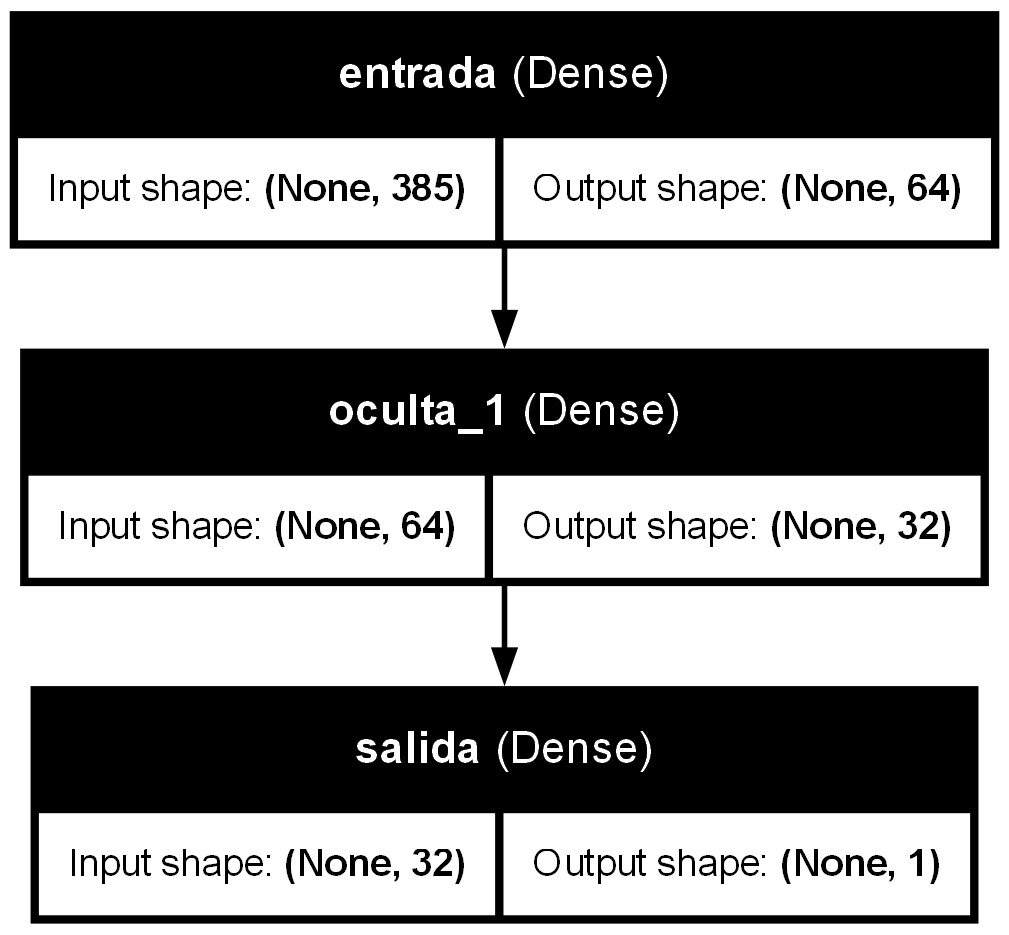 entrada (Dense)
Input shape: (None, 385) Output shape: (None, 64)
oculta_1 (Dense)
Input shape: (None, 64) Output shape: (None, 32)
salida (Dense)
Input shape: (None, 32) Output shape: (None, 1)